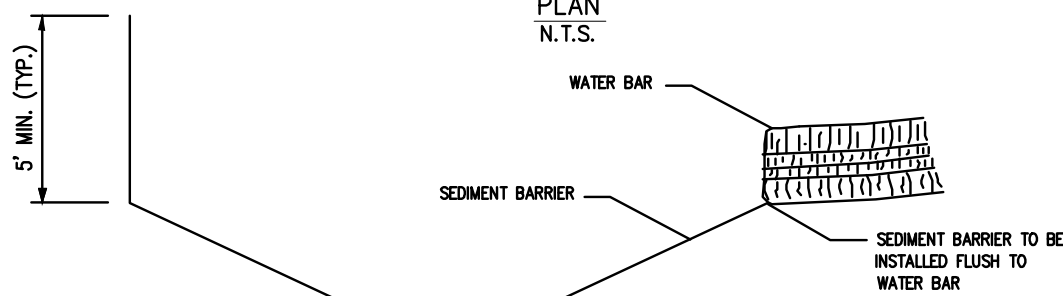 PLAN
N.T.S.
5' MIN. (TYP.)
WATER BAR
SEDIMENT BARRIER
SEDIMENT BARRIER TO BE
INSTALLED FLUSH TO
WATER BAR